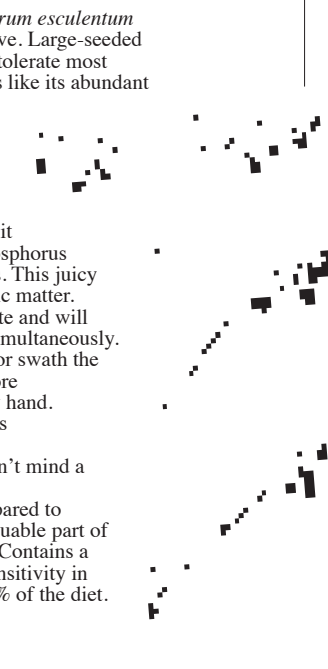 rum esculentum
ve. Large-seeded
tolerate most
s like its abundant
it
sphorus
. This juicy
c matter.
te and will
multaneously.
or swath the
ore
hand.
s
n’t mind a
pared to
uable part of
Contains a
nsitivity in
% of the diet.